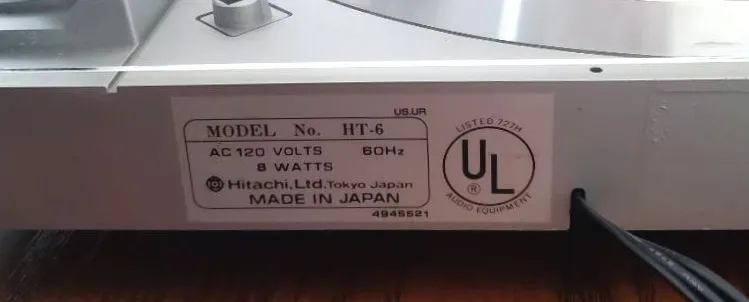 US.UR
MODEL No. HT-6
AC 120 VOLTS 60Hz
8 WATTS
Hitachi, Ltd. Tokyo Japan
MADE IN JAPAN
4945521
LISTED 727H
UL
®
AUDIO EQUIPMENT